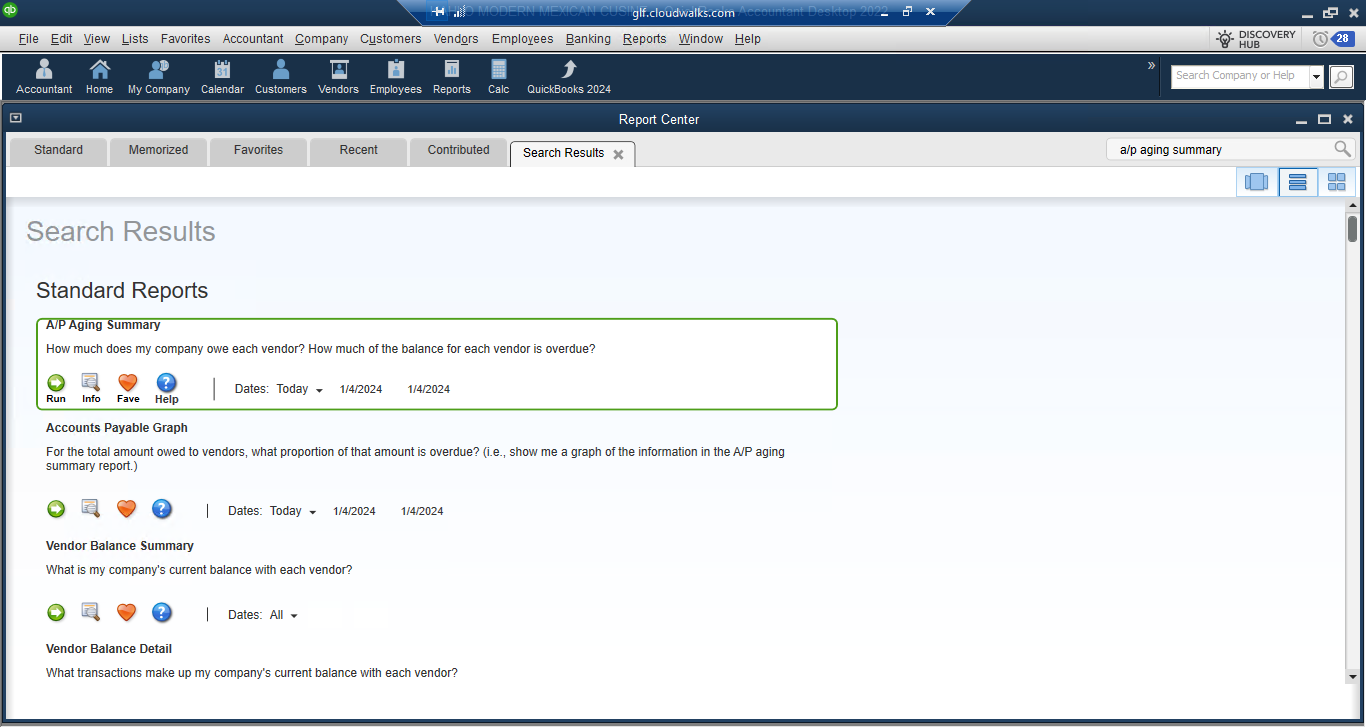 qb
MODERN MEXICAN
Accountant Desktop 2022
glf.cloudwalks.com
File Edit View Lists Favorites Accountant Company Customers Vendors Employees Banking Reports Window Help
DISCOVERY HUB
28
Accountant Home My Company Calendar Customers Vendors Employees Reports Calc QuickBooks 2024
31
» Search Company or Help
Report Center
Standard Memorized Favorites Recent Contributed Search Results
a/p aging summary
Search Results
Standard Reports
A/P Aging Summary
How much does my company owe each vendor? How much of the balance for each vendor is overdue?
Run Info Fave Help
Dates: Today 1/4/2024 1/4/2024
Accounts Payable Graph
For the total amount owed to vendors, what proportion of that amount is overdue? (i.e., show me a graph of the information in the A/P aging
summary report.)
Dates: Today 1/4/2024 1/4/2024
Vendor Balance Summary
What is my company's current balance with each vendor?
Dates: All
Vendor Balance Detail
What transactions make up my company's current balance with each vendor?